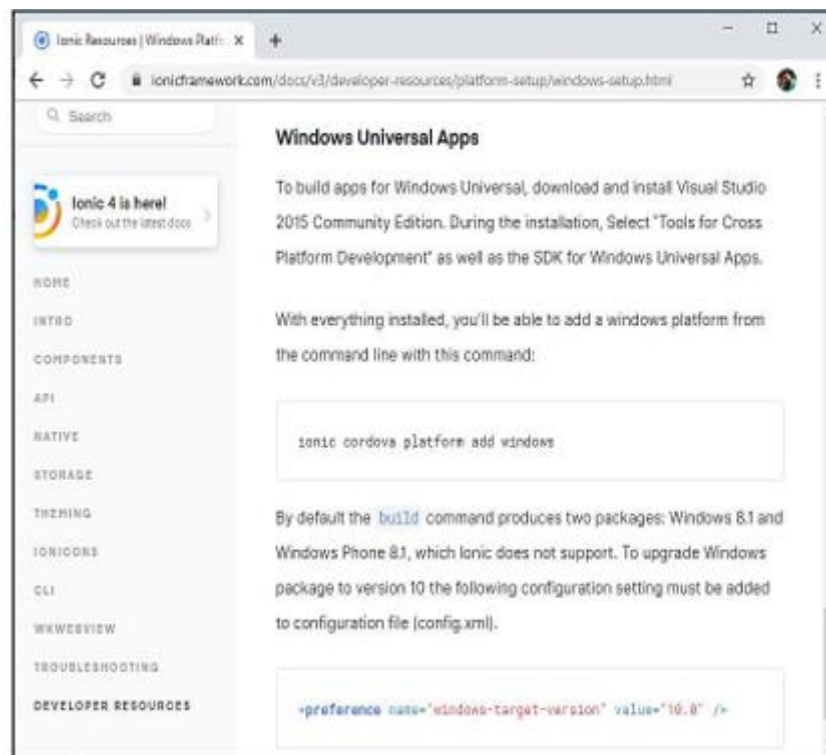 Ionic Resources | Windows Platf
ionicframework.com/docs/v3/developer-resources/platform-setup/windows-setup.html
Search
Ionic 4 is here!
Check out the latest docs
HOME
INTRO
COMPONENTS
API
NATIVE
STORAGE
THEMING
IONICONS
CLI
WKWEBVIEW
TROUBLESHOOTING
DEVELOPER RESOURCES
Windows Universal Apps
To build apps for Windows Universal, download and install Visual Studio
2015 Community Edition. During the installation, Select "Tools for Cross
Platform Development" as well as the SDK for Windows Universal Apps.
With everything installed, you'll be able to add a windows platform from
the command line with this command:
ionic cordova platform add windows
By default the build command produces two packages: Windows 8.1 and
Windows Phone 8.1, which Ionic does not support. To upgrade Windows
package to version 10 the following configuration setting must be added
to configuration file (config.xml).
<preference name="windows-target-version" value="10.0" />